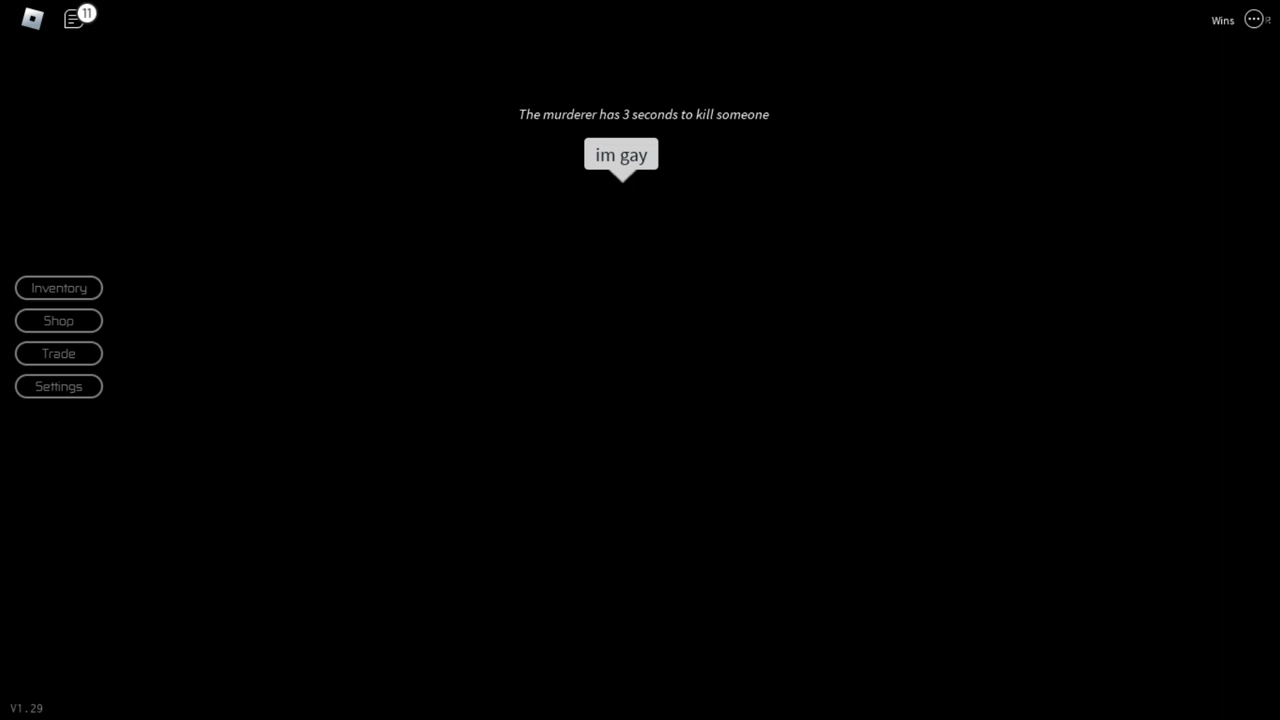 11
Wins
The murderer has 3 seconds to kill someone
im gay
Inventory
Shop
Trade
Settings
V1.29